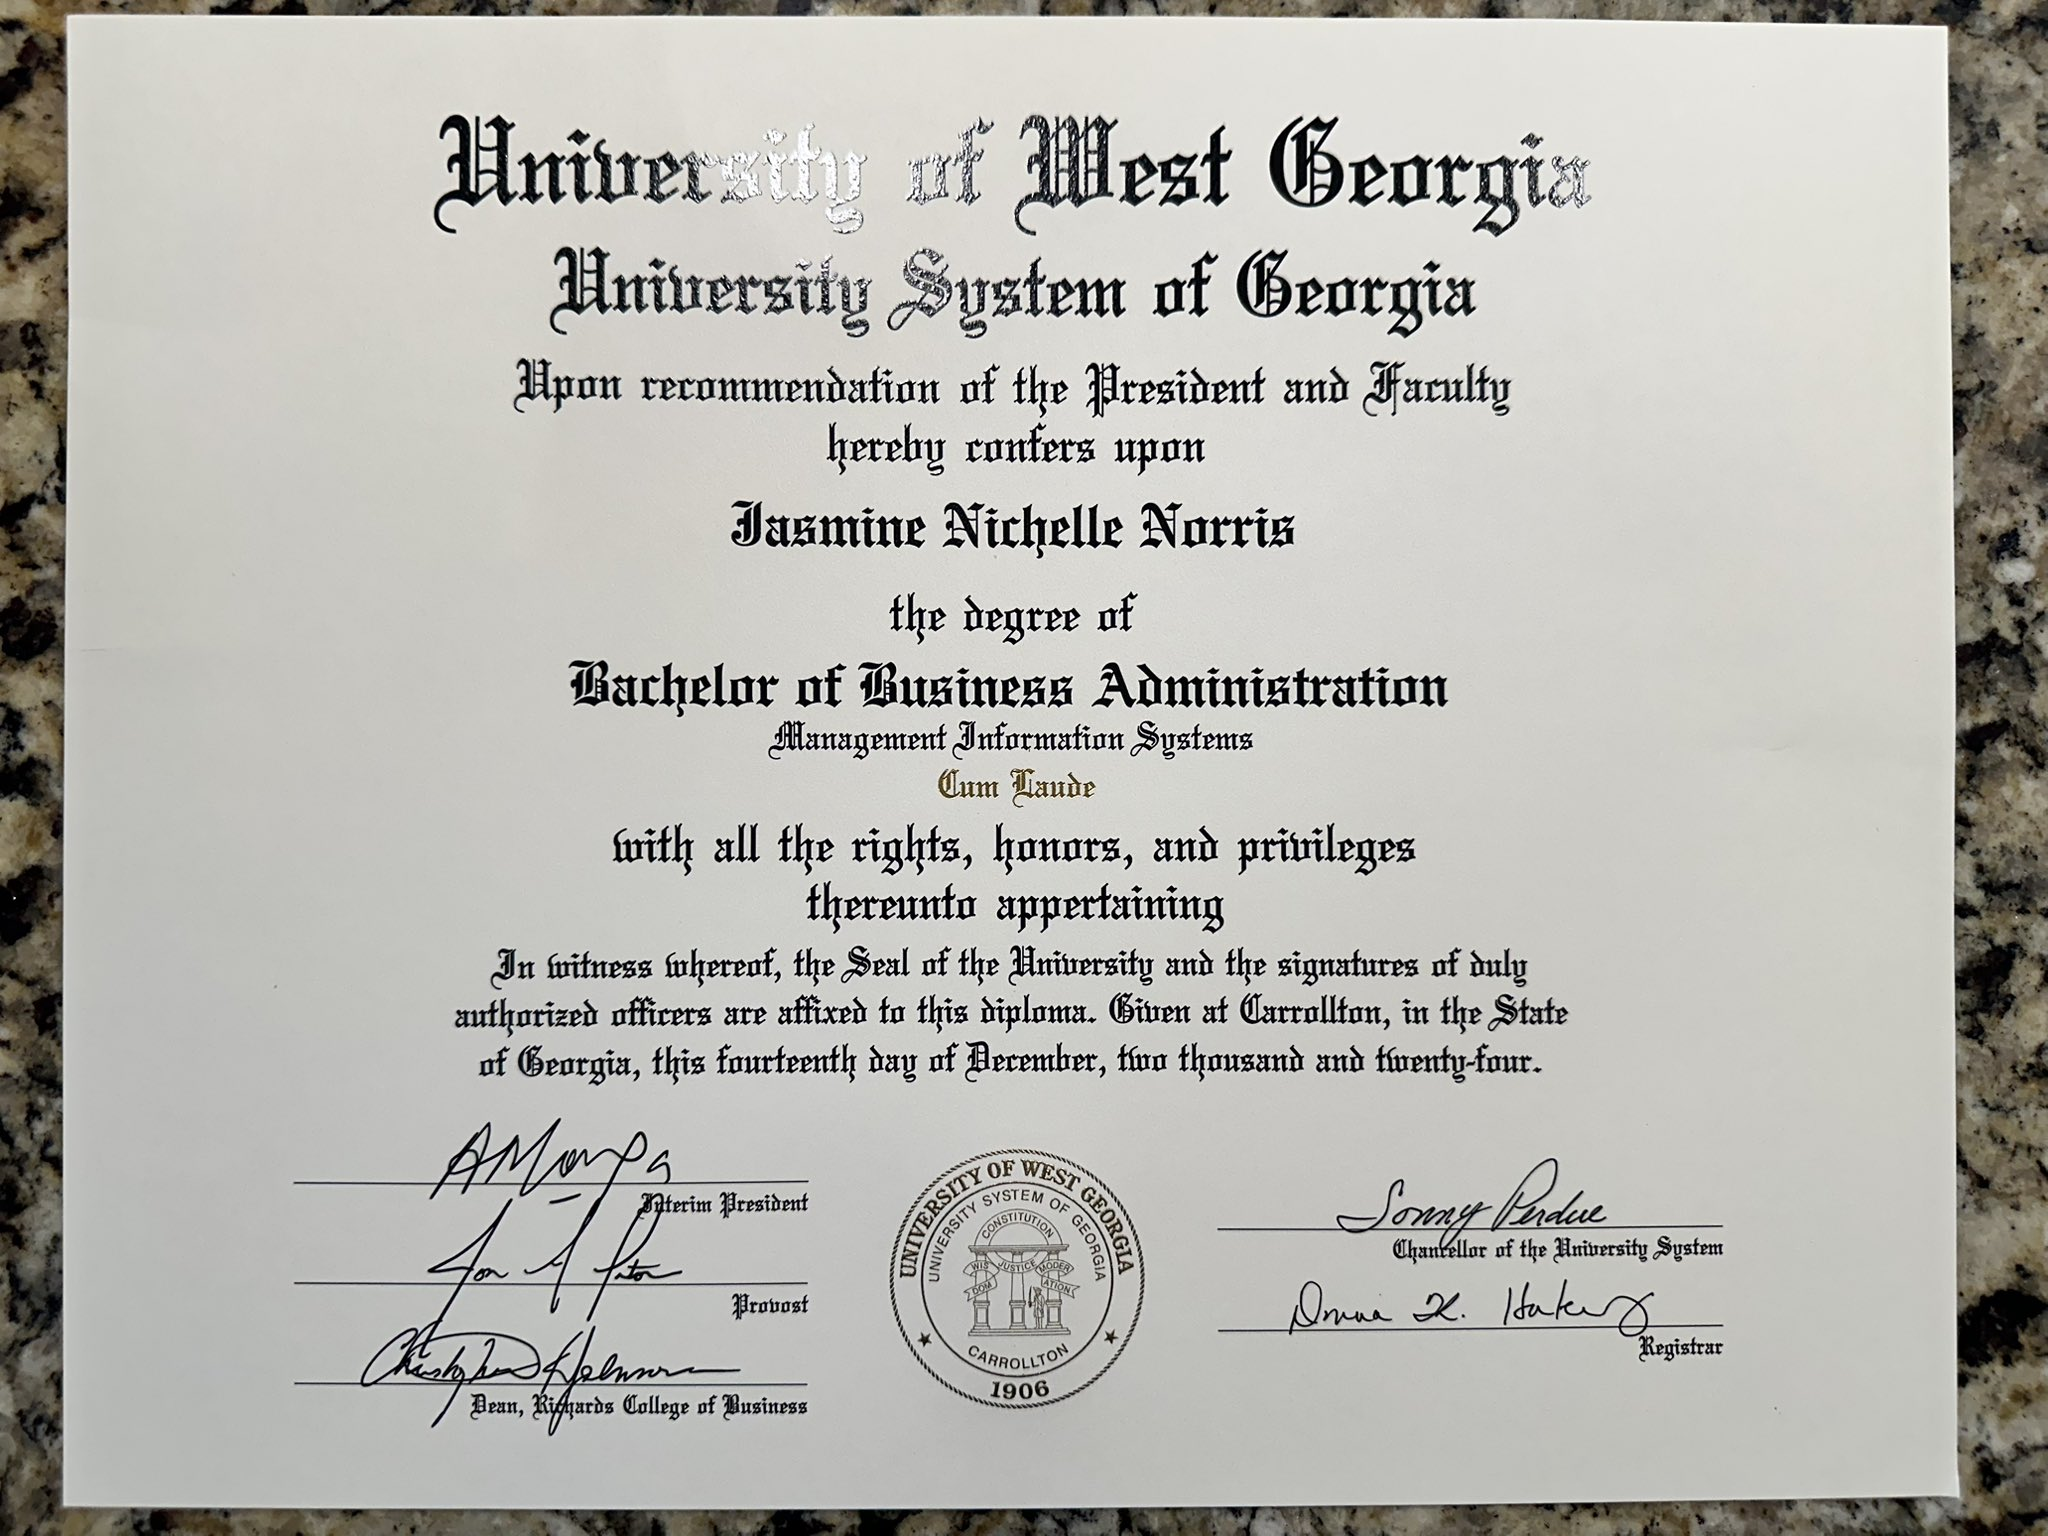 University of West Georgia
University System of Georgia
Upon recommendation of the President and Faculty
hereby confers upon
Jasmine Nichelle Norris
the degree of
Bachelor of Business Administration
Management Information Systems
Cum Laude
with all the rights, honors, and privileges
thereunto appertaining
In witness whereof, the Seal of the University and the signatures of duly
authorized officers are affixed to this diploma. Given at Carrollton, in the State
of Georgia, this fourteenth day of December, two thousand and twenty-four.
Interim President
Provost
Dean, Richards College of Business
UNIVERSITY OF WEST GEORGIA
UNIVERSITY SYSTEM OF GEORGIA
CONSTITUTION
WISDOM JUSTICE MODERATION
CARROLLTON
1906
Sonny Perdue
Chancellor of the University System
Donna
Registrar